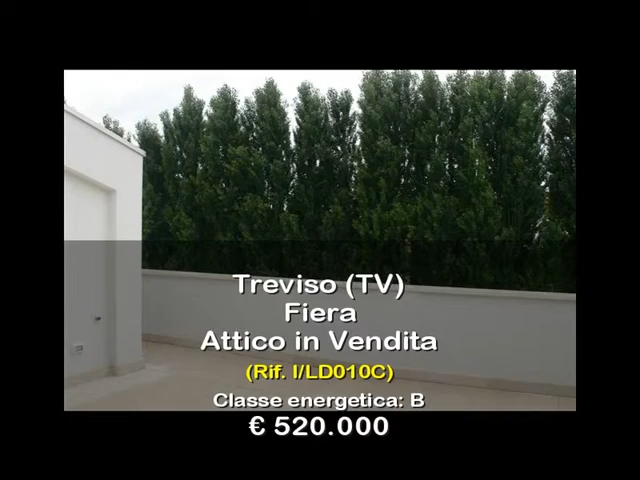 Treviso (TV)
Fiera
Attico in Vendita
(Rif. I/LD010C)
Classe energetica: B
€ 520.000